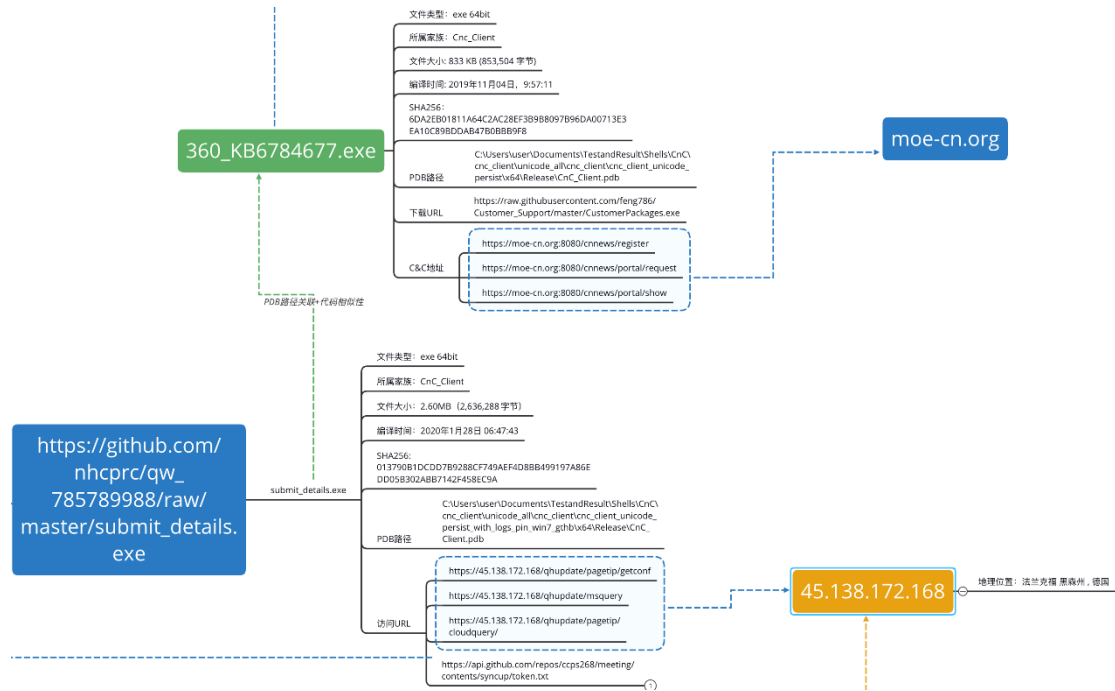 文件类型：exe 64bit
所属家族：Cnc_Client
文件大小: 833 KB (853,504 字节)
编译时间: 2019年11月04日，9:57:11
SHA256：
6DA2EB01811A64C2AC28EF3B9B8097B96DA00713E3
EA10C89BDDAB47B0BBB9F8
360_KB6784677.exe
moe-cn.org
C:\Users\user\Documents\TestandResult\Shells\CnC\
cnc_client\unicode_all\cnc_client\cnc_client_unicode_
persist\x64\Release\CnC_Client.pdb
PDB路径
https://raw.githubusercontent.com/feng786/
Customer_Support/master/CustomerPackages.exe
下载URL
https://moe-cn.org:8080/cnnews/register
C&C地址
https://moe-cn.org:8080/cnnews/portal/request
https://moe-cn.org:8080/cnnews/portal/show
PDB路径关联+代码相似性
文件类型：exe 64bit
所属家族：CnC_Client
文件大小：2.60MB（2,636,288 字节）
编译时间：2020年1月28日 06:47:43
SHA256:
013790B1DCDD7B9288CF749AEF4D8BB499197A86E
DD05B302ABB7142F458EC9A
https://github.com/
nhcprc/qw_
785789988/raw/
master/submit_details.
exe
submit_details.exe
C:\Users\user\Documents\TestandResult\Shells\CnC\
cnc_client\unicode_all\cnc_client\cnc_client_unicode_
persist_with_logs_pin_win7_gthb\x64\Release\CnC_
Client.pdb
PDB路径
https://45.138.172.168/qhupdate/pagetip/getconf
https://45.138.172.168/qhupdate/msquery
https://45.138.172.168/qhupdate/pagetip/
cloudquery/
访问URL
https://api.github.com/repos/ccps268/meeting/
contents/syncup/token.txt
1
45.138.172.168
地理位置：法兰克福 黑森州 , 德国